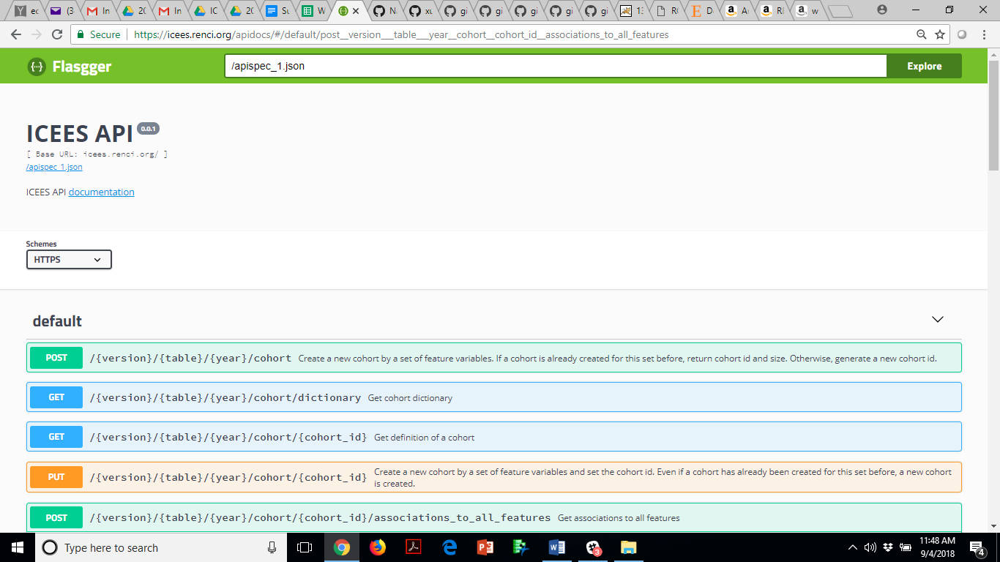 ec
(3
In
20
In
IC
20
Su
W
N
xu
gi
gi
gi
gi
gi
13
R
D
A
RI
w
Secure
https://icees.renci.org/apidocs/#/default/post__version___table___year__cohort__cohort_id__associations_to_all_features
{··} Flasgger
/apispec_1.json
Explore
ICEES API 0.0.1
[ Base URL: icees.renci.org/ ]
/apispec_1.json
ICEES API documentation
Schemes
HTTPS
default
POST /{version}/{table}/{year}/cohort Create a new cohort by a set of feature variables. If a cohort is already created for this set before, return cohort id and size. Otherwise, generate a new cohort id.
GET /{version}/{table}/{year}/cohort/dictionary Get cohort dictionary
GET /{version}/{table}/{year}/cohort/{cohort_id} Get definition of a cohort
PUT /{version}/{table}/{year}/cohort/{cohort_id} Create a new cohort by a set of feature variables and set the cohort id. Even if a cohort has already been created for this set before, a new cohort
is created.
POST /{version}/{table}/{year}/cohort/{cohort_id}/associations_to_all_features Get associations to all features
Type here to search
3
11:48 AM
9/4/2018
4